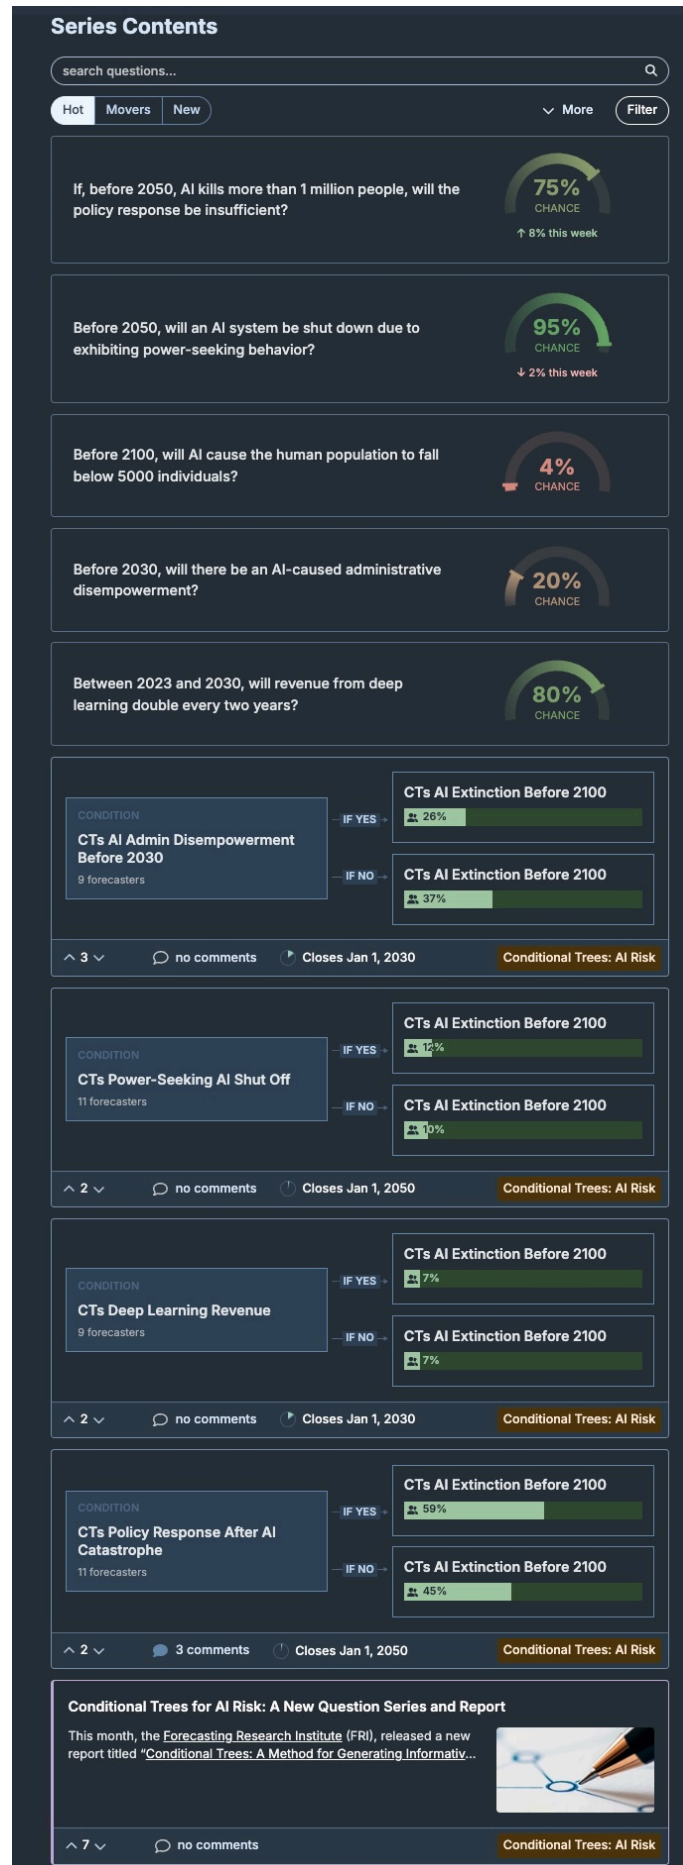 Series Contents
search questions...
Hot
Movers
New
More
Filter
If, before 2050, AI kills more than 1 million people, will the
policy response be insufficient?
75%
CHANCE
↑ 8% this week
Before 2050, will an AI system be shut down due to
exhibiting power-seeking behavior?
95%
CHANCE
↓ 2% this week
Before 2100, will AI cause the human population to fall
below 5000 individuals?
4%
CHANCE
Before 2030, will there be an AI-caused administrative
disempowerment?
20%
CHANCE
Between 2023 and 2030, will revenue from deep
learning double every two years?
80%
CHANCE
CONDITION
CTs AI Admin Disempowerment
Before 2030
9 forecasters
IF YES
CTs AI Extinction Before 2100
26%
IF NO
CTs AI Extinction Before 2100
37%
3
no comments
Closes Jan 1, 2030
Conditional Trees: AI Risk
CONDITION
CTs Power-Seeking AI Shut Off
11 forecasters
IF YES
CTs AI Extinction Before 2100
12%
IF NO
CTs AI Extinction Before 2100
10%
2
no comments
Closes Jan 1, 2050
Conditional Trees: AI Risk
CONDITION
CTs Deep Learning Revenue
9 forecasters
IF YES
CTs AI Extinction Before 2100
7%
IF NO
CTs AI Extinction Before 2100
7%
2
no comments
Closes Jan 1, 2030
Conditional Trees: AI Risk
CONDITION
CTs Policy Response After AI
Catastrophe
11 forecasters
IF YES
CTs AI Extinction Before 2100
59%
IF NO
CTs AI Extinction Before 2100
45%
2
3 comments
Closes Jan 1, 2050
Conditional Trees: AI Risk
Conditional Trees for AI Risk: A New Question Series and Report
This month, the Forecasting Research Institute (FRI), released a new
report titled “Conditional Trees: A Method for Generating Informativ...
7
no comments
Conditional Trees: AI Risk